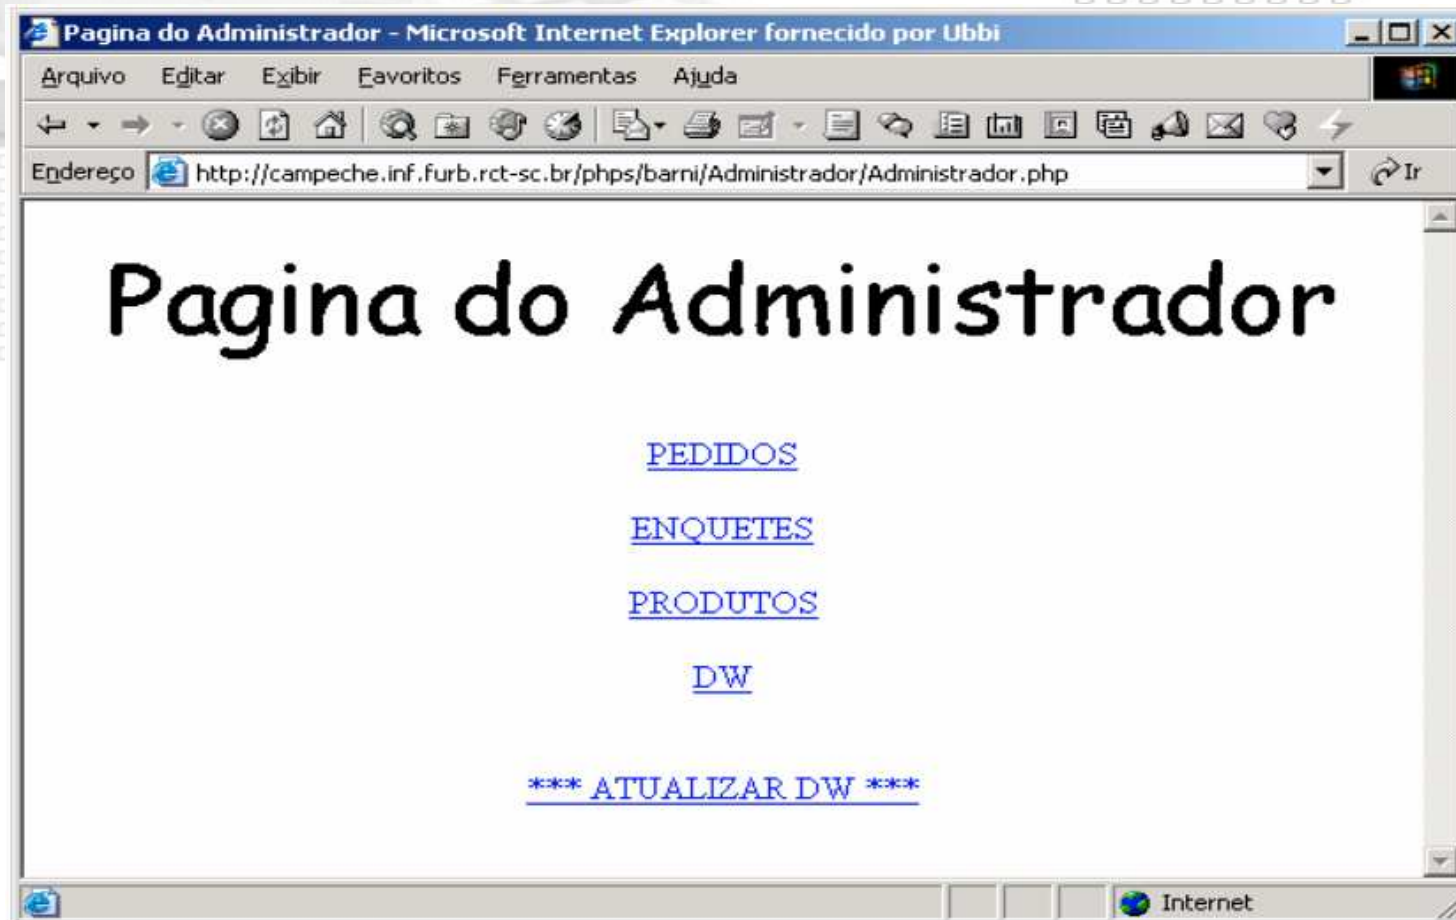 Pagina do Administrador - Microsoft Internet Explorer fornecido por Ubbi
Arquivo Editar Exibir Favoritos Ferramentas Ajuda
Endereço http://campeche.inf.furb.rct-sc.br/phps/barni/Administrador/Administrador.php Ir
Pagina do Administrador
PEDIDOS
ENQUETES
PRODUTOS
DW
*** ATUALIZAR DW ***
Internet